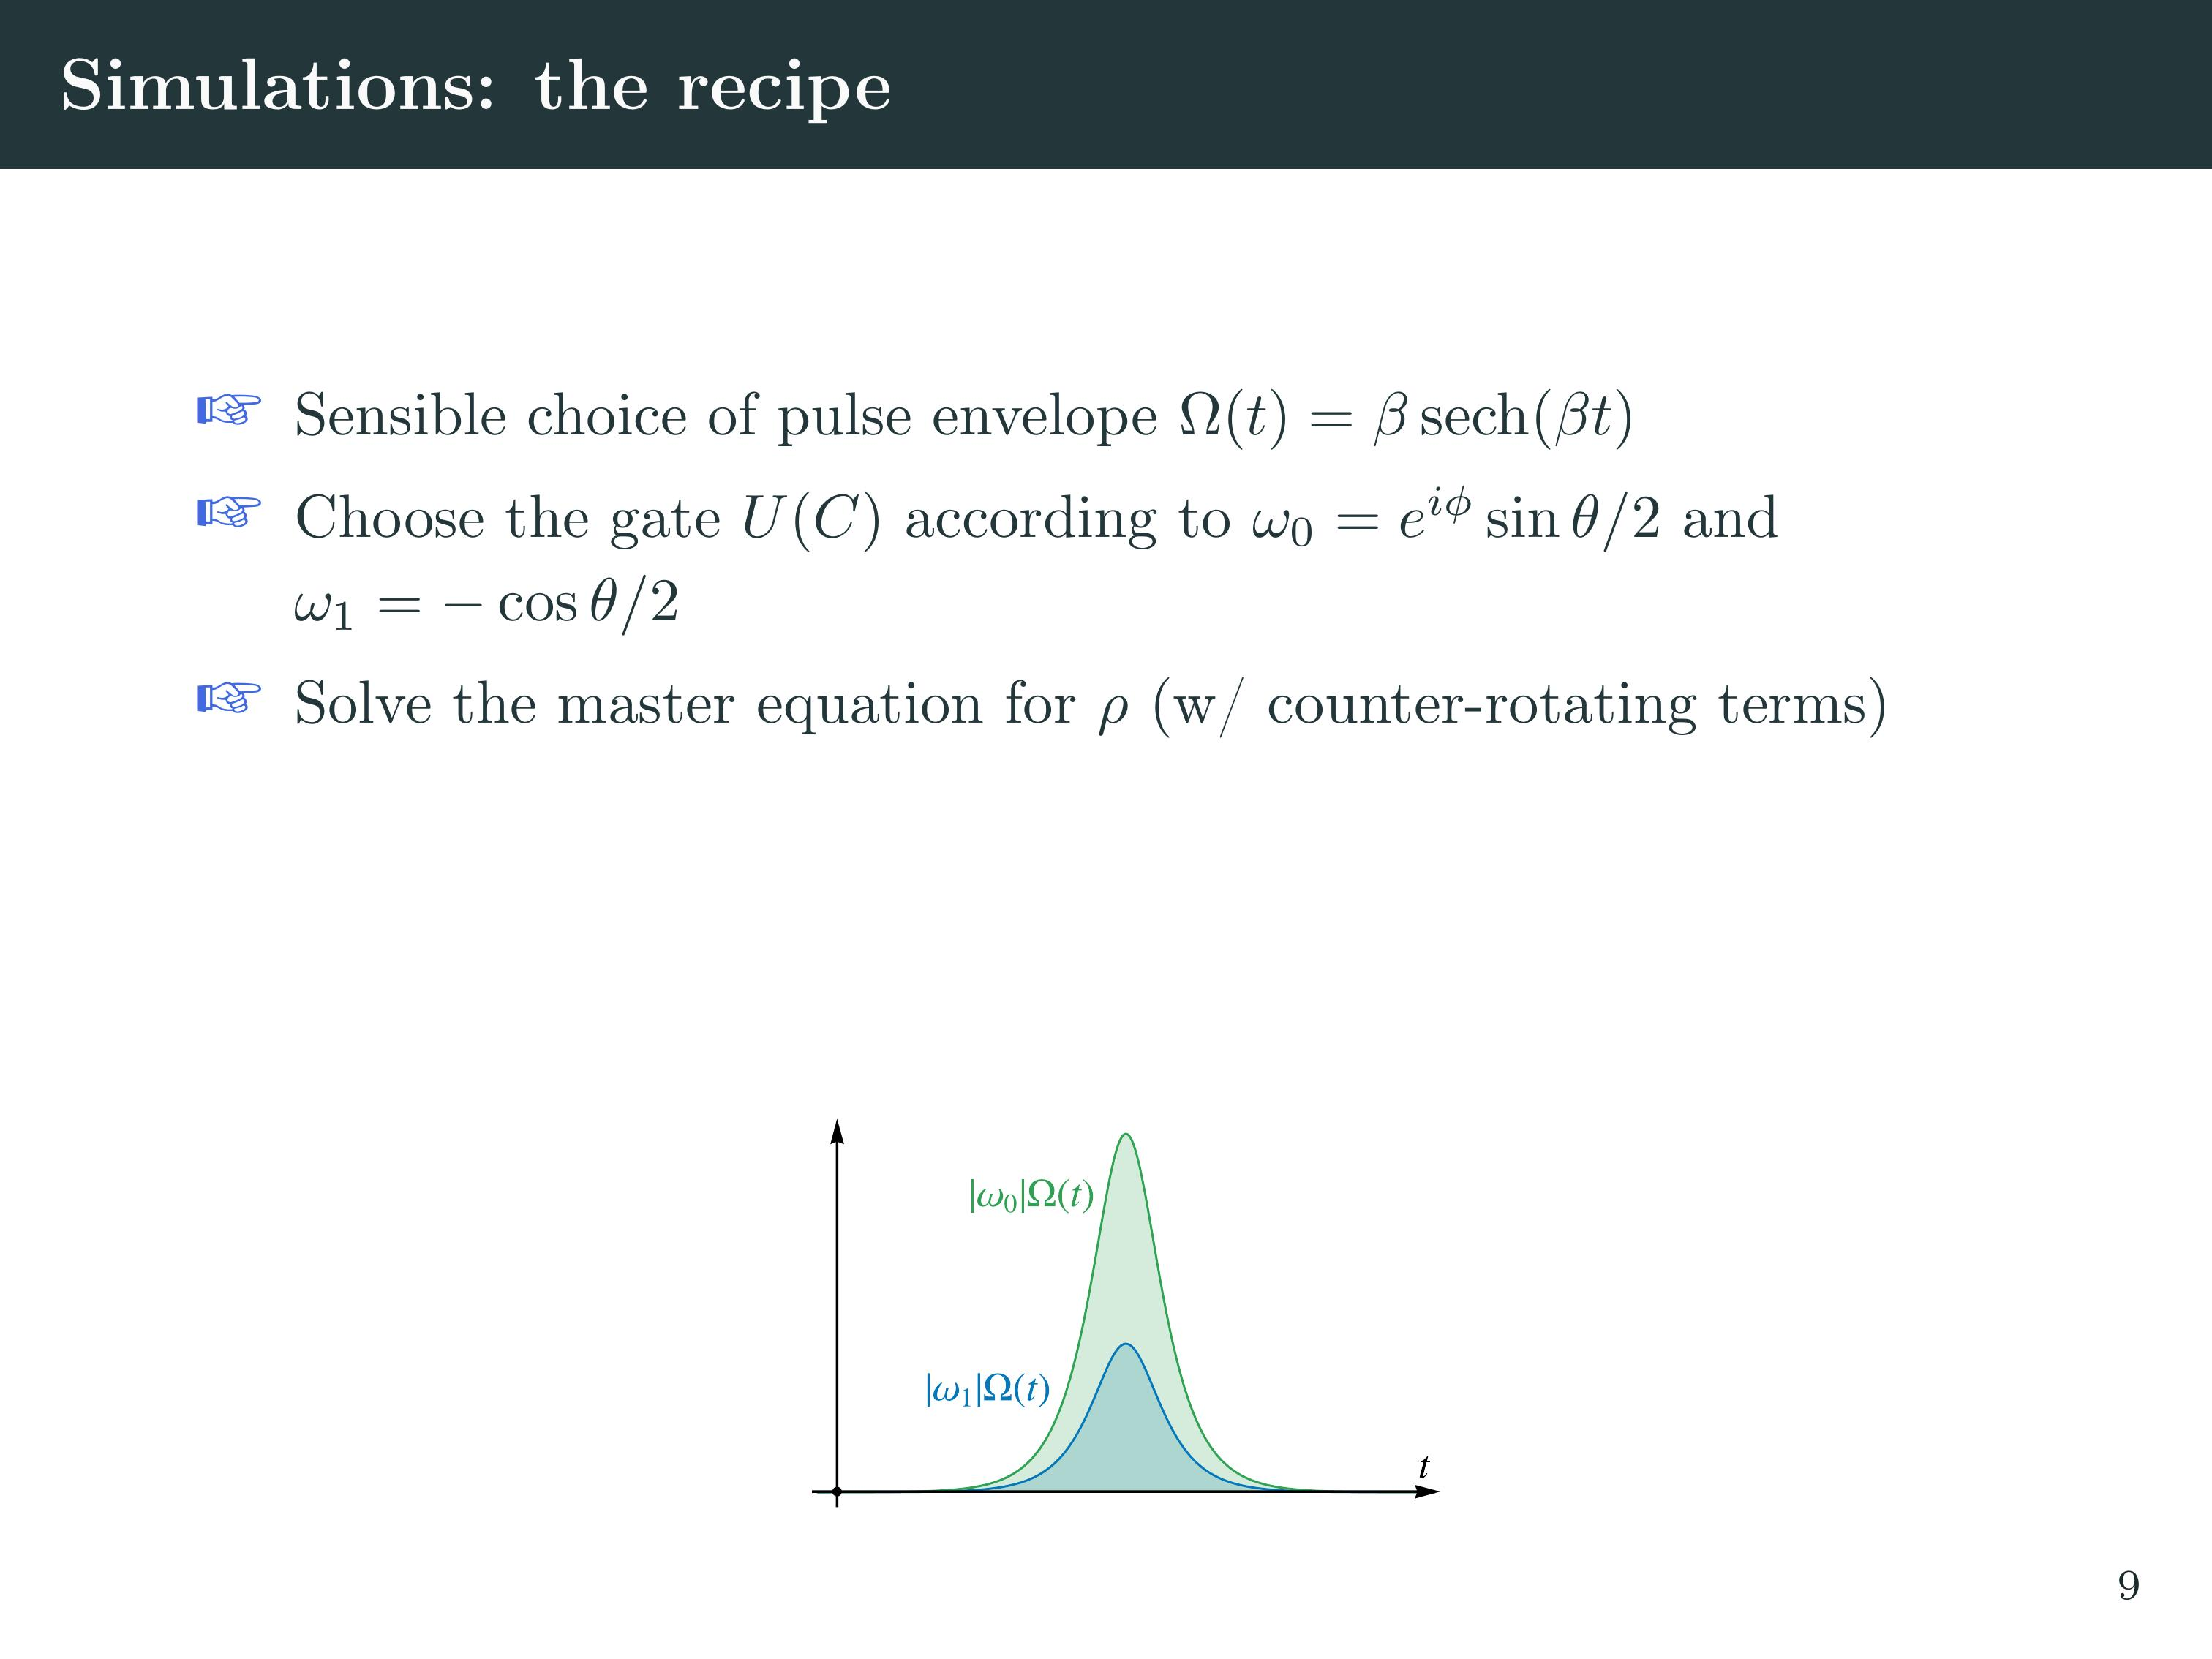 Simulations: the recipe
☞ Sensible choice of pulse envelope Ω(t) = β sech(βt)
☞ Choose the gate U(C) according to ω₀ = e^{iϕ} sin θ/2 and
ω₁ = − cos θ/2
☞ Solve the master equation for ρ (w/ counter-rotating terms)
|ω₀|Ω(t)
|ω₁|Ω(t)
t
9